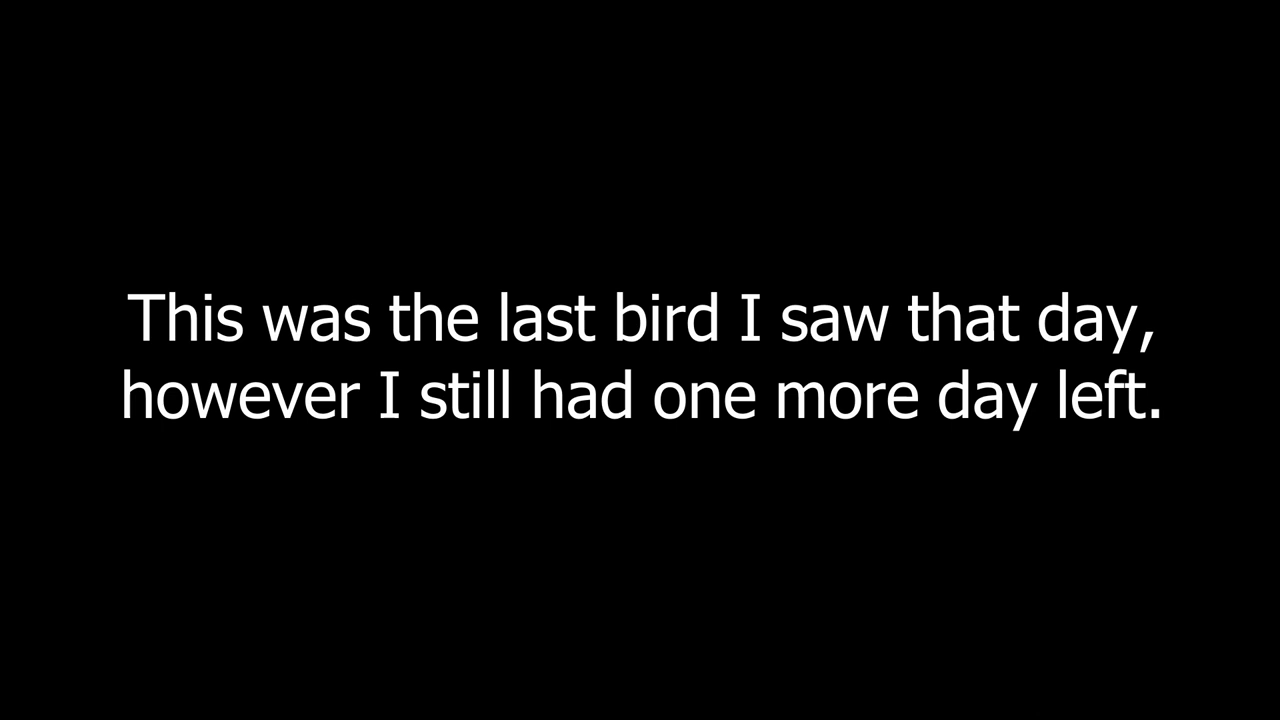 This was the last bird I saw that day,
however I still had one more day left.